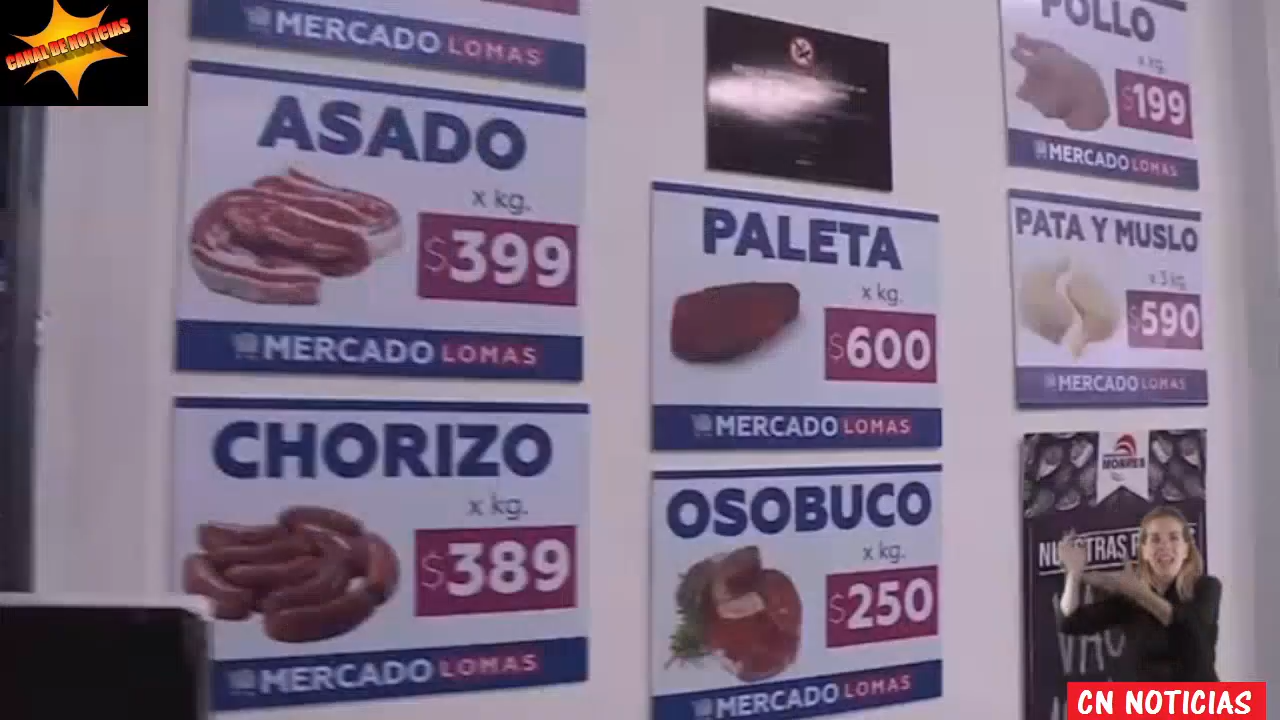 CANAL DE NOTICIAS
MERCADO LOMAS
ASADO
x kg.
$399
MERCADO LOMAS
CHORIZO
x kg.
$389
MERCADO LOMAS
PALETA
x kg.
$600
MERCADO LOMAS
OSOBUCO
x kg.
$250
MERCADO LOMAS
POLLO
x kg.
$199
MERCADO LOMAS
PATA Y MUSLO
x 3 kg.
$590
MERCADO LOMAS
CN NOTICIAS